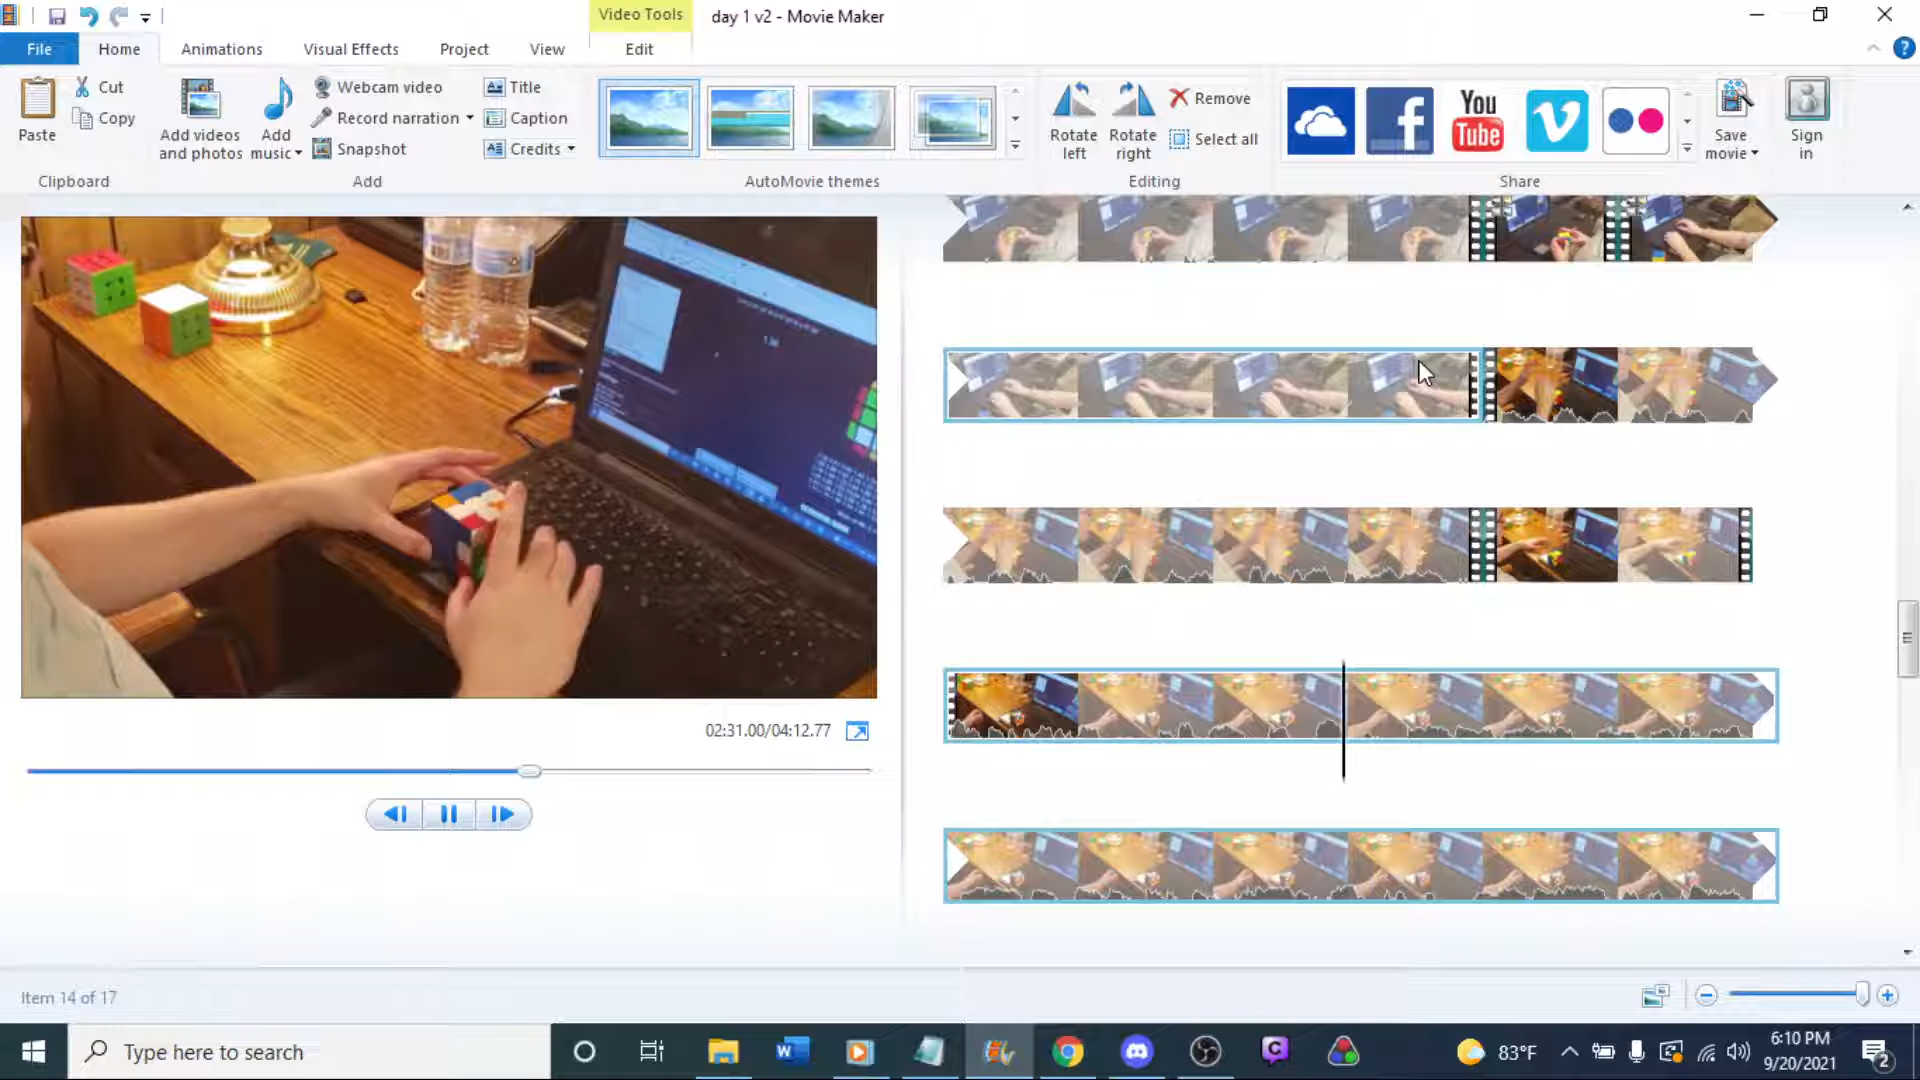 Video Tools
day 1 v2 - Movie Maker
File
Home
Animations
Visual Effects
Project
View
Edit
Paste
Cut
Copy
Clipboard
Add videos
and photos
Add
music
Webcam video
Record narration
Snapshot
Title
Caption
Credits
Add
AutoMovie themes
Rotate
left
Rotate
right
Remove
Select all
Editing
You
Tube
Share
Save
movie
Sign
in
02:31.00/04:12.77
Item 14 of 17
Type here to search
83°F
6:10 PM
9/20/2021
2